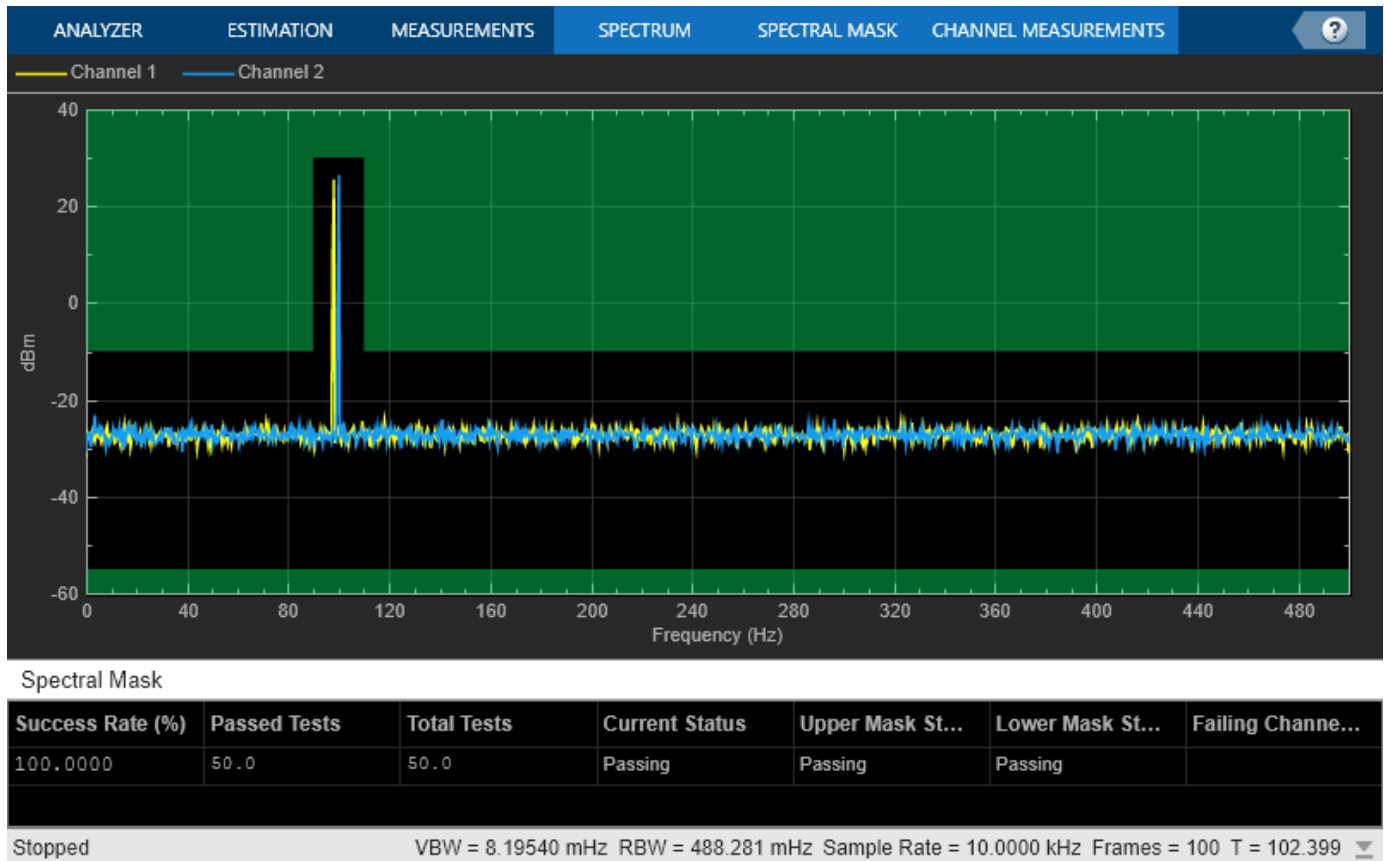 ANALYZER ESTIMATION MEASUREMENTS SPECTRUM SPECTRAL MASK CHANNEL MEASUREMENTS ?
Channel 1 Channel 2
40
20
0
dBm
-20
-40
-60
0 40 80 120 160 200 240 280 320 360 400 440 480
Frequency (Hz)
Spectral Mask
Success Rate (%) Passed Tests Total Tests Current Status Upper Mask St... Lower Mask St... Failing Channe...
100.0000 50.0 50.0 Passing Passing Passing
Stopped VBW = 8.19540 mHz RBW = 488.281 mHz Sample Rate = 10.0000 kHz Frames = 100 T = 102.399